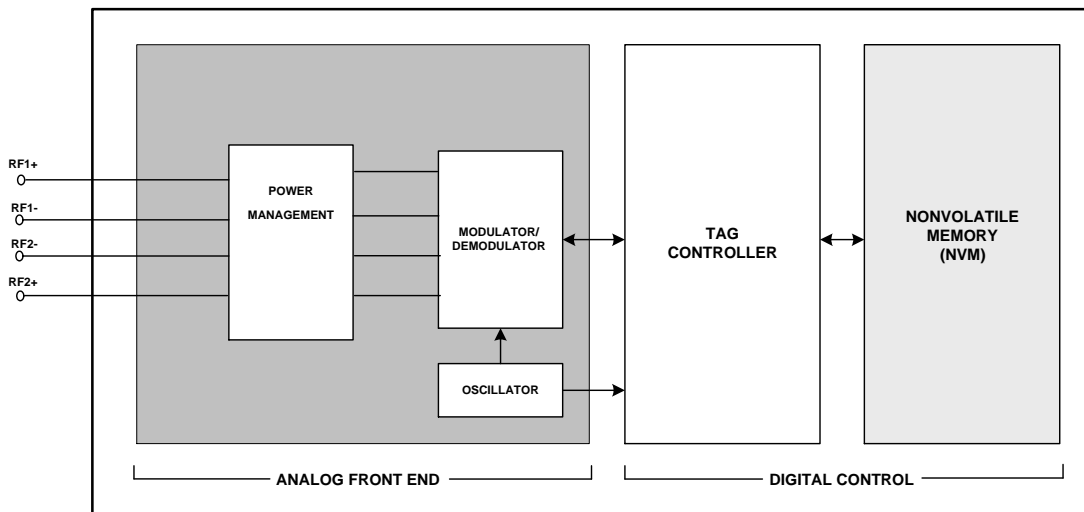 RF1+
RF1-
RF2-
RF2+
POWER
MANAGEMENT
MODULATOR/
DEMODULATOR
OSCILLATOR
TAG
CONTROLLER
NONVOLATILE
MEMORY
(NVM)
ANALOG FRONT END
DIGITAL CONTROL